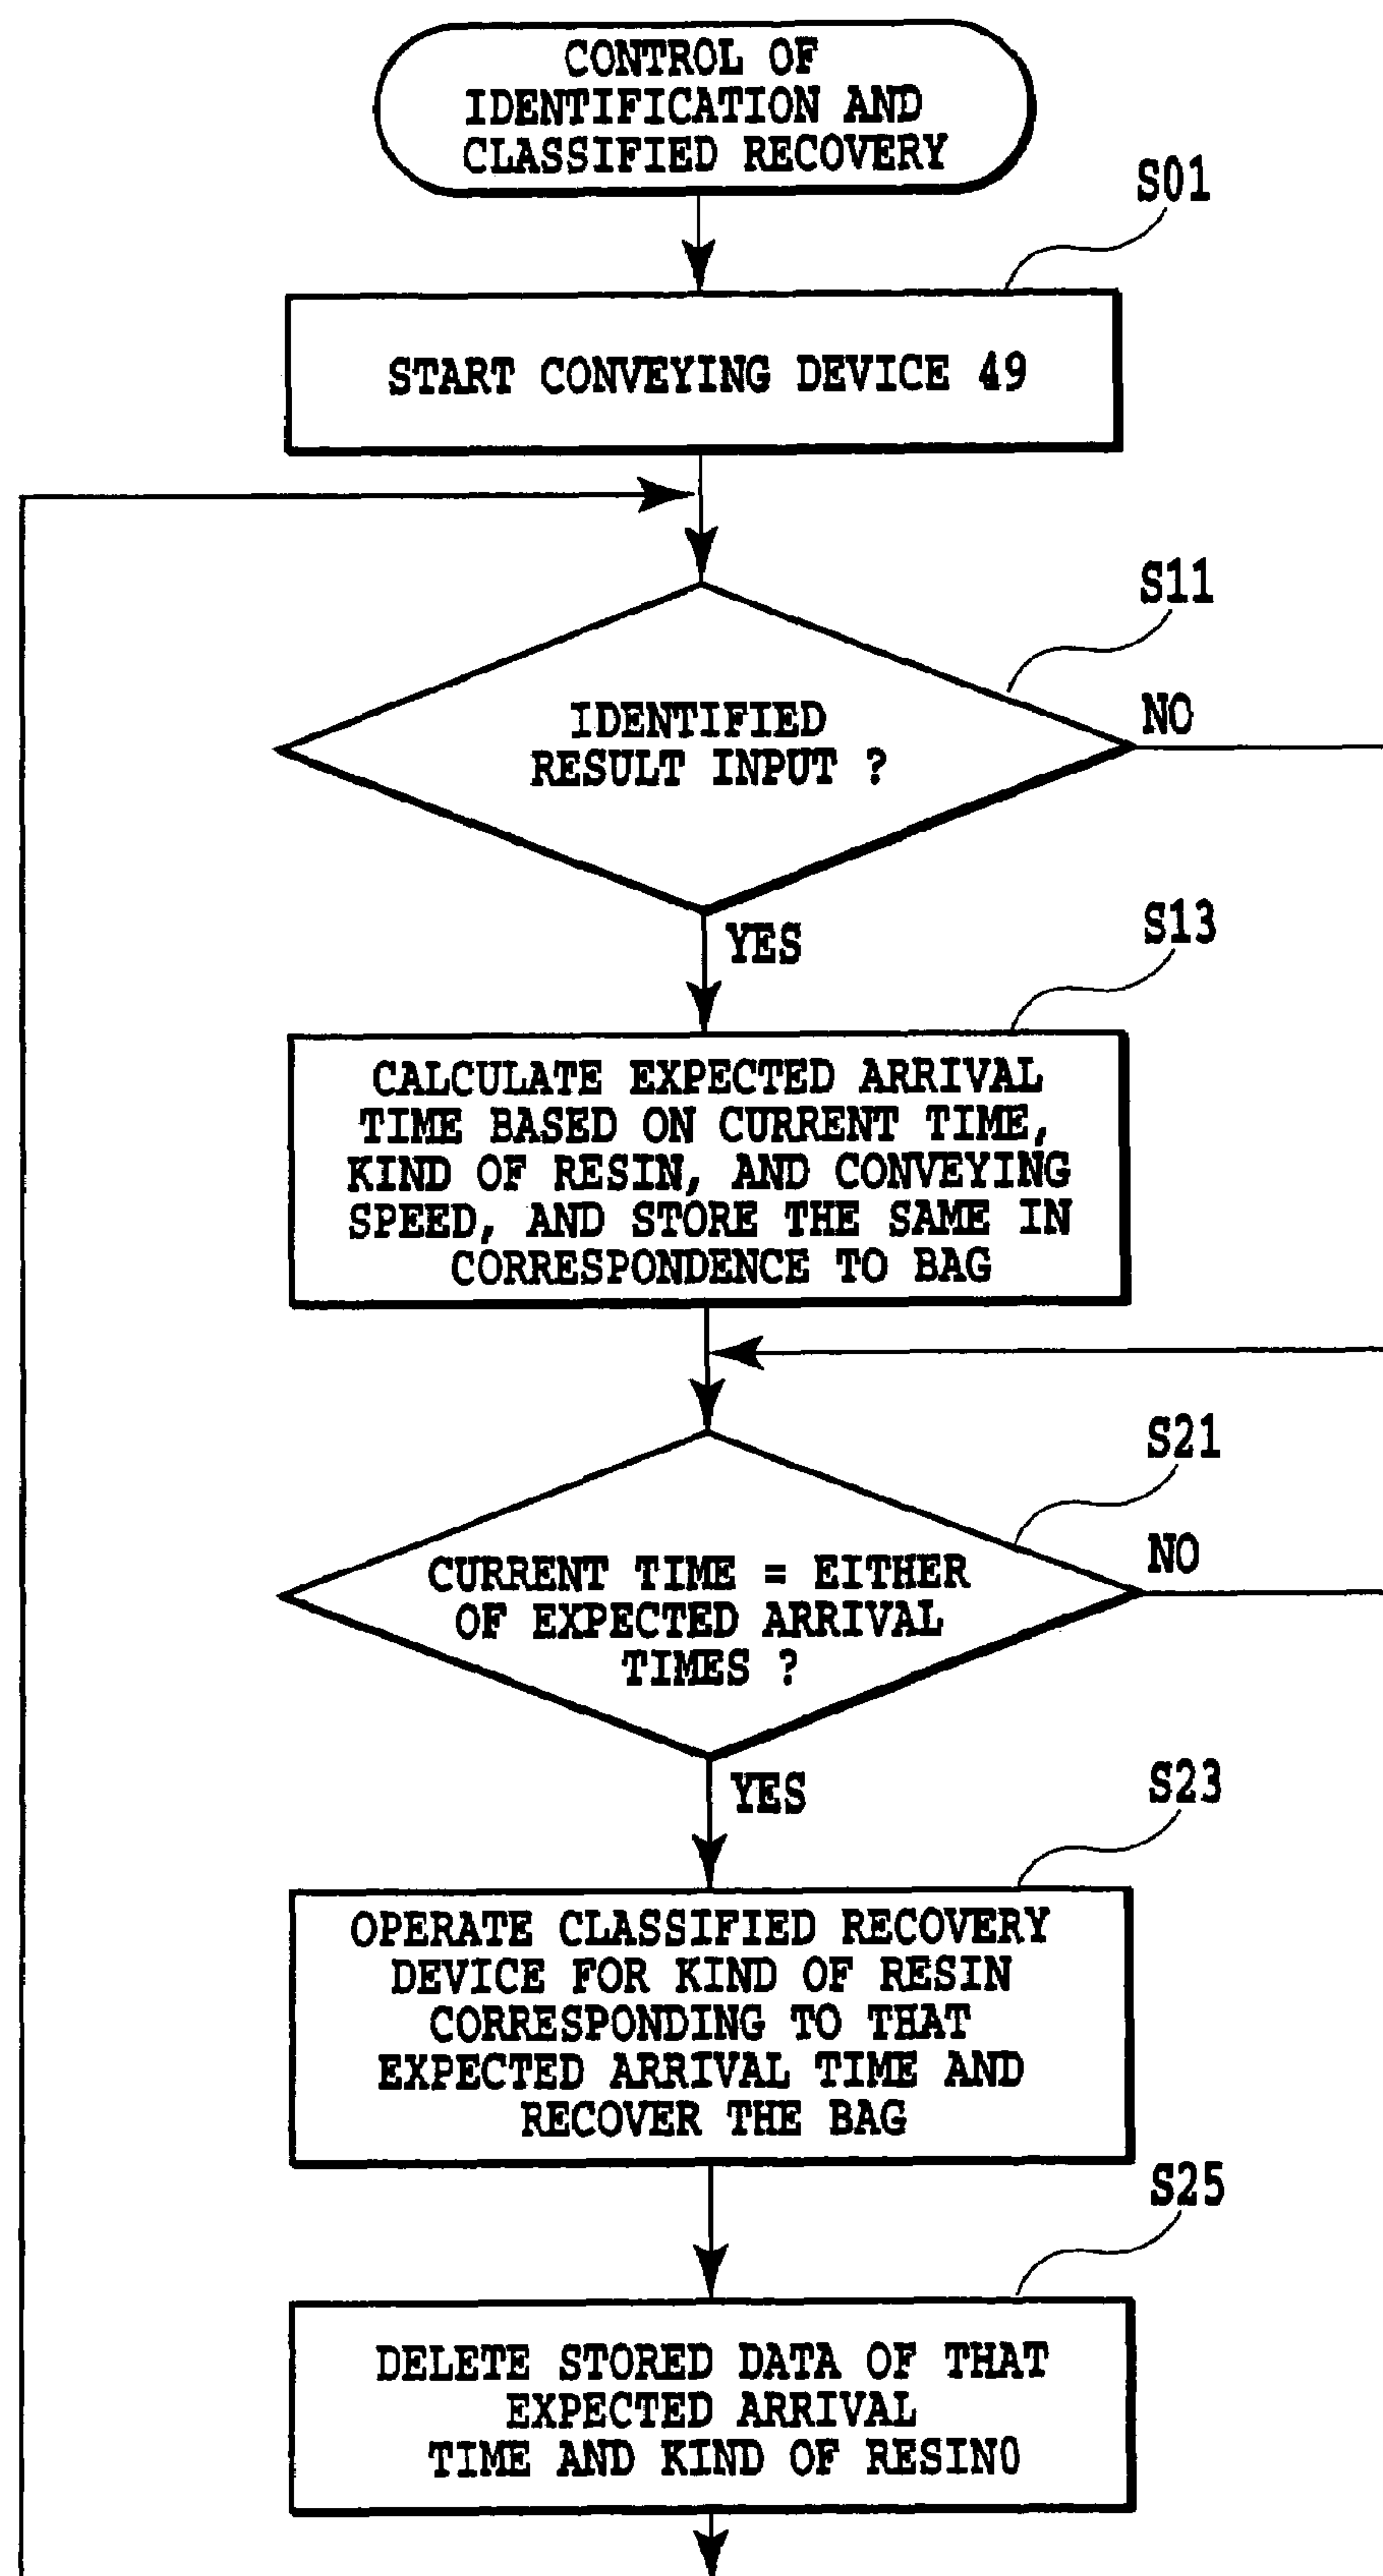 CONTROL OF
IDENTIFICATION AND
CLASSIFIED RECOVERY
S01
START CONVEYING DEVICE 49
S11
IDENTIFIED
RESULT INPUT ?
NO
YES
S13
CALCULATE EXPECTED ARRIVAL
TIME BASED ON CURRENT TIME,
KIND OF RESIN, AND CONVEYING
SPEED, AND STORE THE SAME IN
CORRESPONDENCE TO BAG
S21
CURRENT TIME = EITHER
OF EXPECTED ARRIVAL
TIMES ?
NO
YES
S23
OPERATE CLASSIFIED RECOVERY
DEVICE FOR KIND OF RESIN
CORRESPONDING TO THAT
EXPECTED ARRIVAL TIME AND
RECOVER THE BAG
S25
DELETE STORED DATA OF THAT
EXPECTED ARRIVAL
TIME AND KIND OF RESIN0